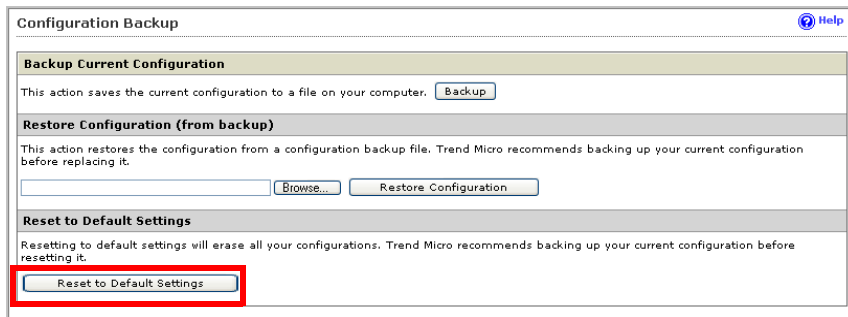 Configuration Backup
Help
Backup Current Configuration
This action saves the current configuration to a file on your computer. Backup
Restore Configuration (from backup)
This action restores the configuration from a configuration backup file. Trend Micro recommends backing up your current configuration
before replacing it.
Browse... Restore Configuration
Reset to Default Settings
Resetting to default settings will erase all your configurations. Trend Micro recommends backing up your current configuration before
resetting it.
Reset to Default Settings